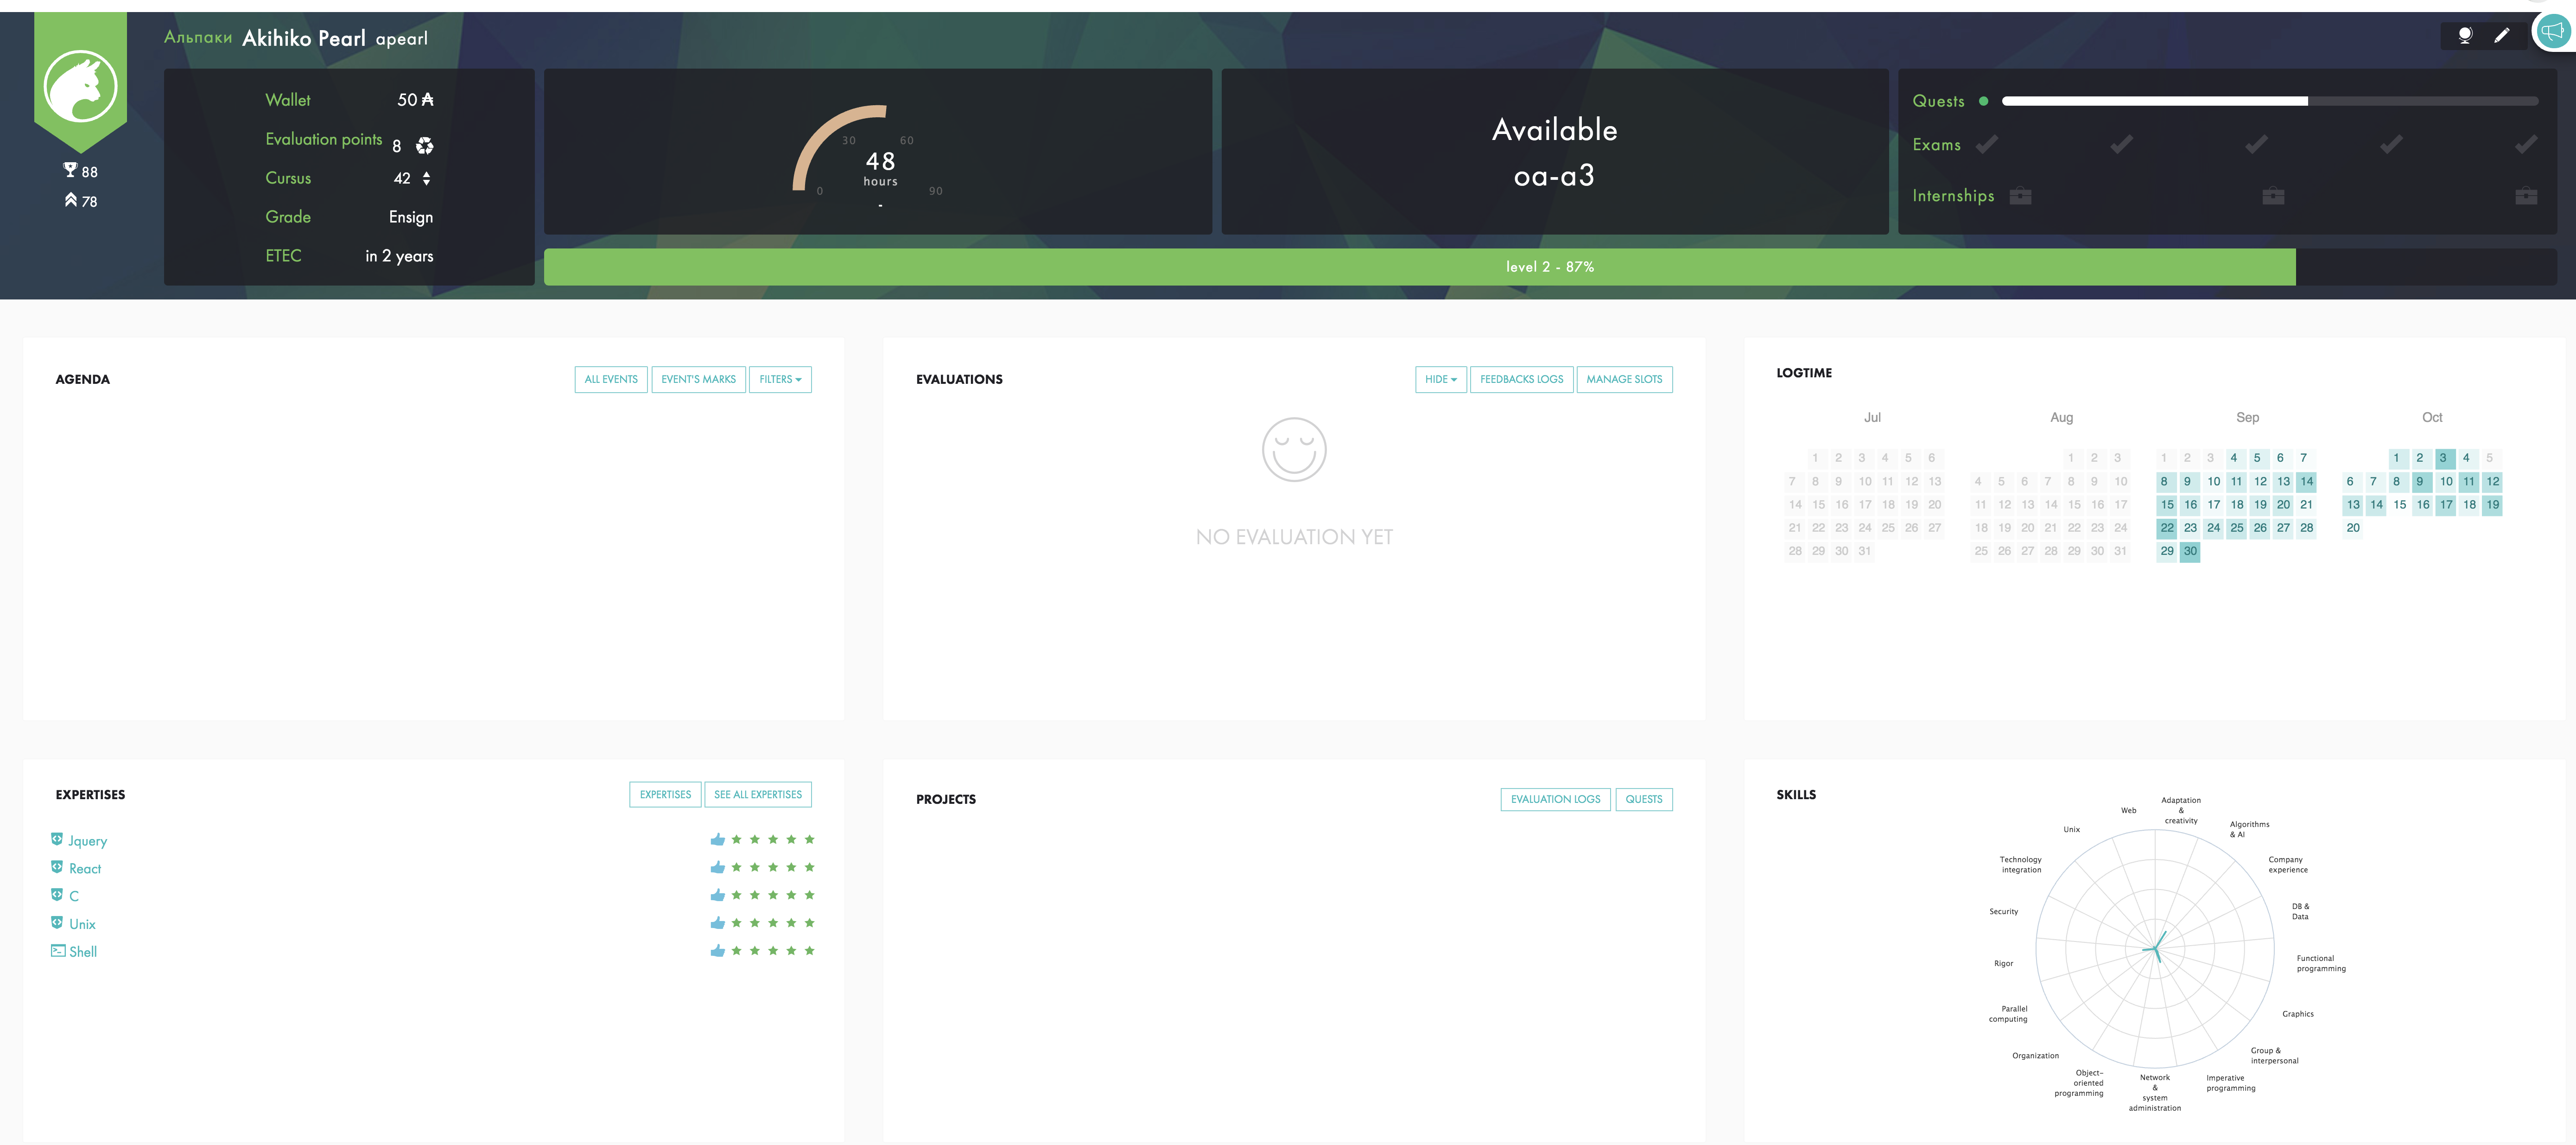 Альпаки Akihiko Pearl apearl
88
78
Wallet 50 ₳
Evaluation points 8
Cursus 42
Grade Ensign
ETEC in 2 years
30 60
48
hours
0 90
-
Available
oa-a3
Quests
Exams
Internships
level 2 - 87%
AGENDA
ALL EVENTS EVENT'S MARKS FILTERS
EVALUATIONS
HIDE FEEDBACKS LOGS MANAGE SLOTS
NO EVALUATION YET
LOGTIME
Jul
1 2 3 4 5 6
7 8 9 10 11 12 13
14 15 16 17 18 19 20
21 22 23 24 25 26 27
28 29 30 31
Aug
1 2 3
4 5 6 7 8 9 10
11 12 13 14 15 16 17
18 19 20 21 22 23 24
25 26 27 28 29 30 31
Sep
1 2 3 4 5 6 7
8 9 10 11 12 13 14
15 16 17 18 19 20 21
22 23 24 25 26 27 28
29 30
Oct
1 2 3 4 5
6 7 8 9 10 11 12
13 14 15 16 17 18 19
20
EXPERTISES
EXPERTISES SEE ALL EXPERTISES
Jquery
React
C
Unix
Shell
PROJECTS
EVALUATION LOGS QUESTS
SKILLS
Adaptation
&
creativity
Algorithms
& AI
Company
experience
DB &
Data
Functional
programming
Graphics
Group &
interpersonal
Imperative
programming
Network
&
system
administration
Object-
oriented
programming
Organization
Parallel
computing
Rigor
Security
Technology
integration
Unix
Web